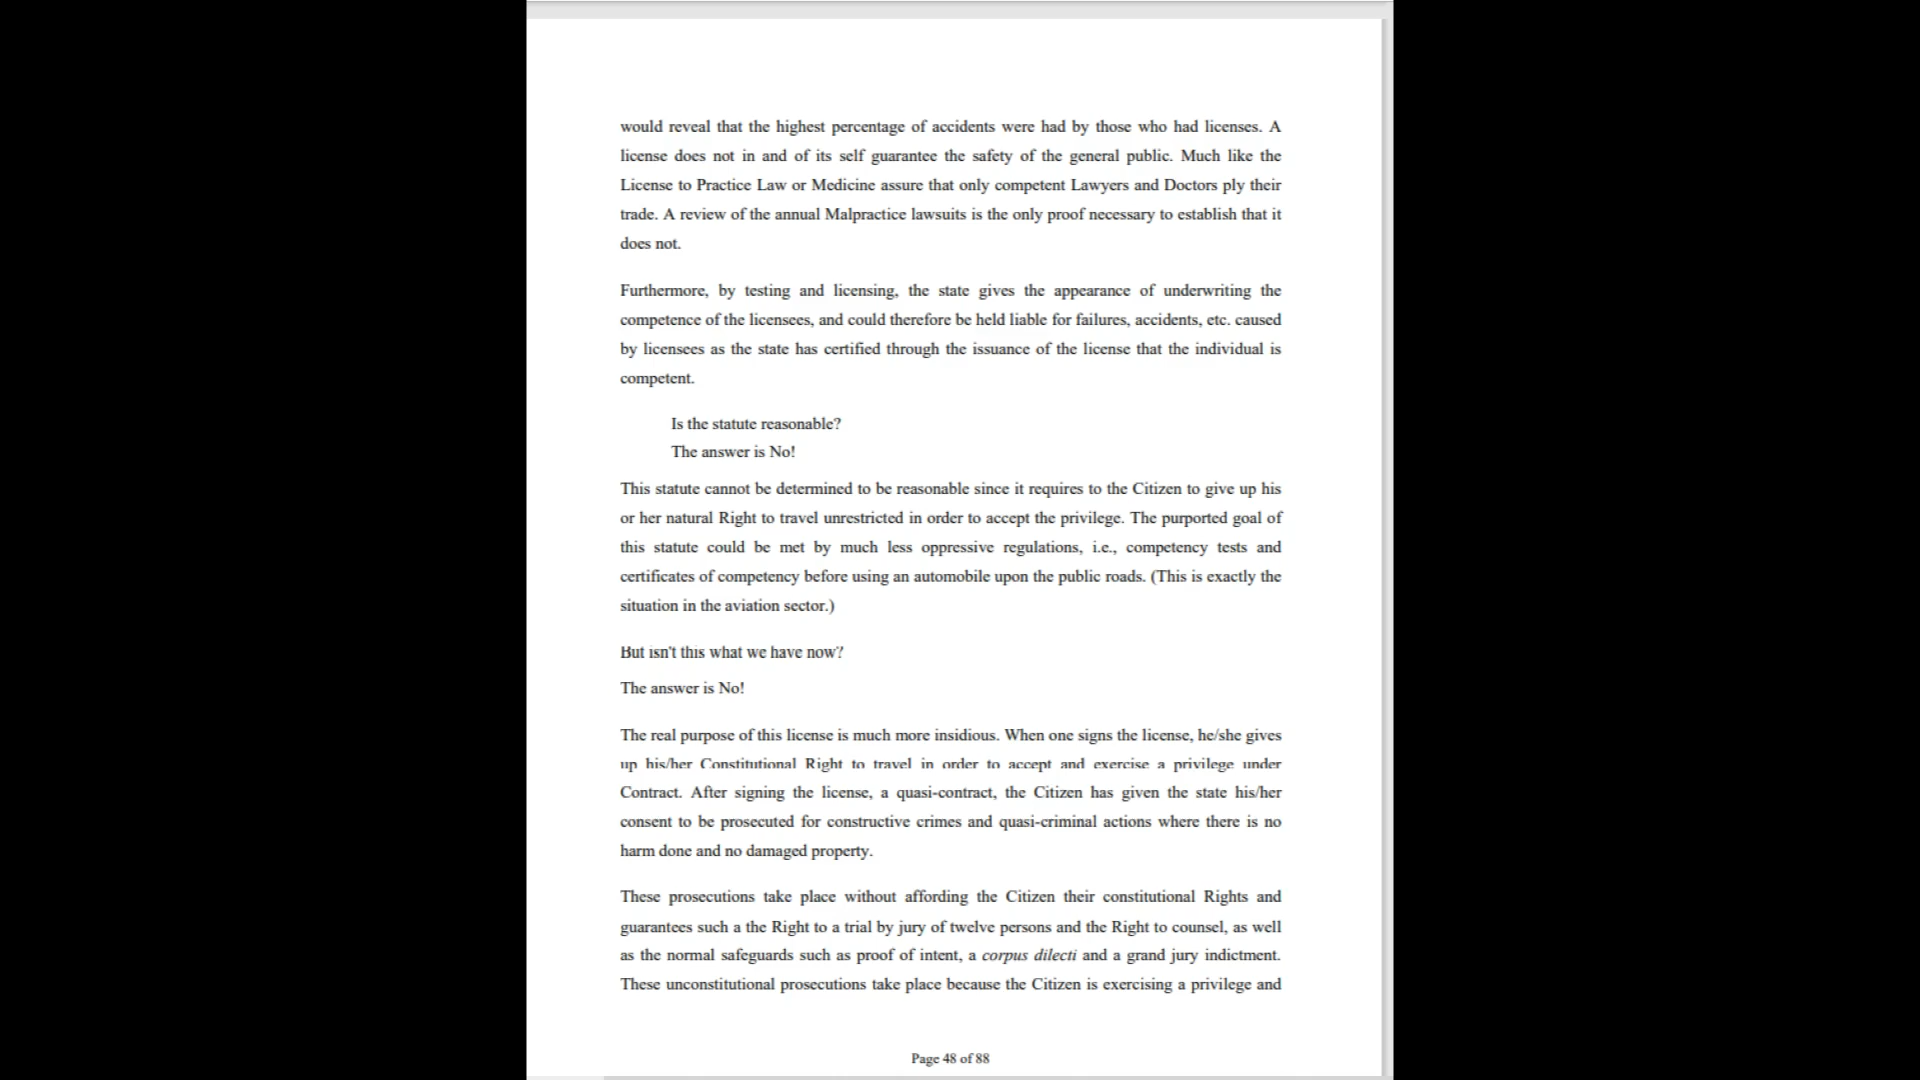 would reveal that the highest percentage of accidents were had by those who had licenses. A
license does not in and of its self guarantee the safety of the general public. Much like the
License to Practice Law or Medicine assure that only competent Lawyers and Doctors ply their
trade. A review of the annual Malpractice lawsuits is the only proof necessary to establish that it
does not.
Furthermore, by testing and licensing, the state gives the appearance of underwriting the
competence of the licensees, and could therefore be held liable for failures, accidents, etc. caused
by licensees as the state has certified through the issuance of the license that the individual is
competent.
Is the statute reasonable?
The answer is No!
This statute cannot be determined to be reasonable since it requires to the Citizen to give up his
or her natural Right to travel unrestricted in order to accept the privilege. The purported goal of
this statute could be met by much less oppressive regulations, i.e., competency tests and
certificates of competency before using an automobile upon the public roads. (This is exactly the
situation in the aviation sector.)
But isn't this what we have now?
The answer is No!
The real purpose of this license is much more insidious. When one signs the license, he/she gives
up his/her Constitutional Right to travel in order to accept and exercise a privilege under
Contract. After signing the license, a quasi-contract, the Citizen has given the state his/her
consent to be prosecuted for constructive crimes and quasi-criminal actions where there is no
harm done and no damaged property.
These prosecutions take place without affording the Citizen their constitutional Rights and
guarantees such a the Right to a trial by jury of twelve persons and the Right to counsel, as well
as the normal safeguards such as proof of intent, a corpus dilecti and a grand jury indictment.
These unconstitutional prosecutions take place because the Citizen is exercising a privilege and
Page 48 of 88